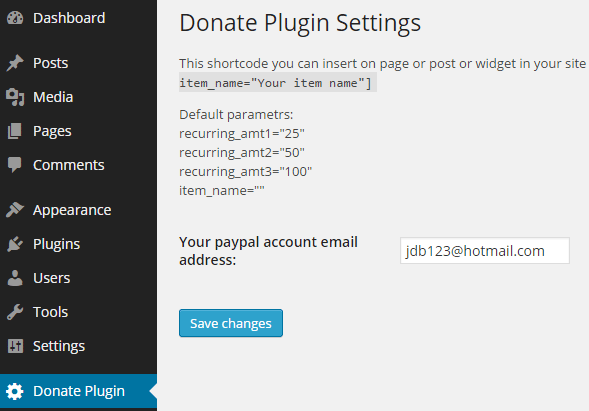 Dashboard
Posts
Media
Pages
Comments
Appearance
Plugins
Users
Tools
Settings
Donate Plugin
Donate Plugin Settings
This shortcode you can insert on page or post or widget in your site
item_name="Your item name"]
Default parametrs:
recurring_amt1="25"
recurring_amt2="50"
recurring_amt3="100"
item_name=""
Your paypal account email
address:
jdb123@hotmail.com
Save changes